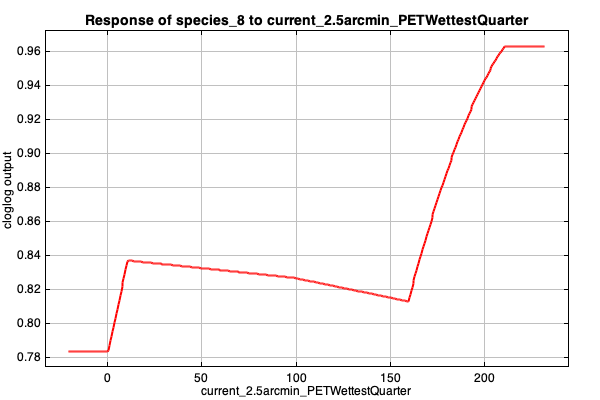 Response of species_8 to current_2.5arcmin_PETWettestQuarter
0.96
0.94
0.92
0.90
0.88
0.86
0.84
0.82
0.80
0.78
cloglog output
0 50 100 150 200
current_2.5arcmin_PETWettestQuarter